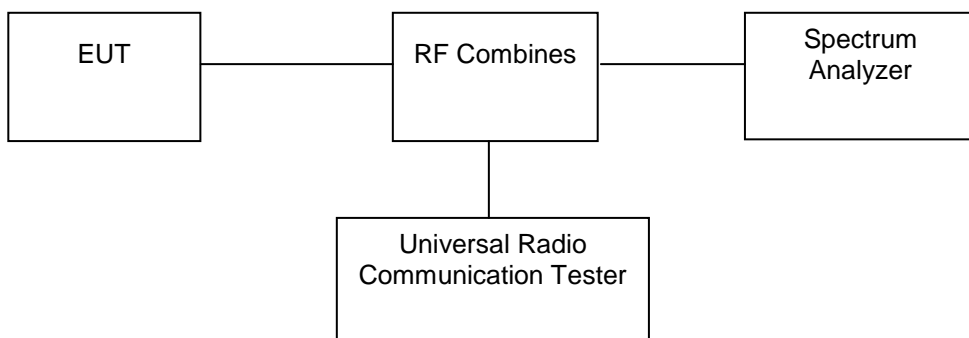 EUT
RF Combines
Spectrum
Analyzer
Universal Radio
Communication Tester